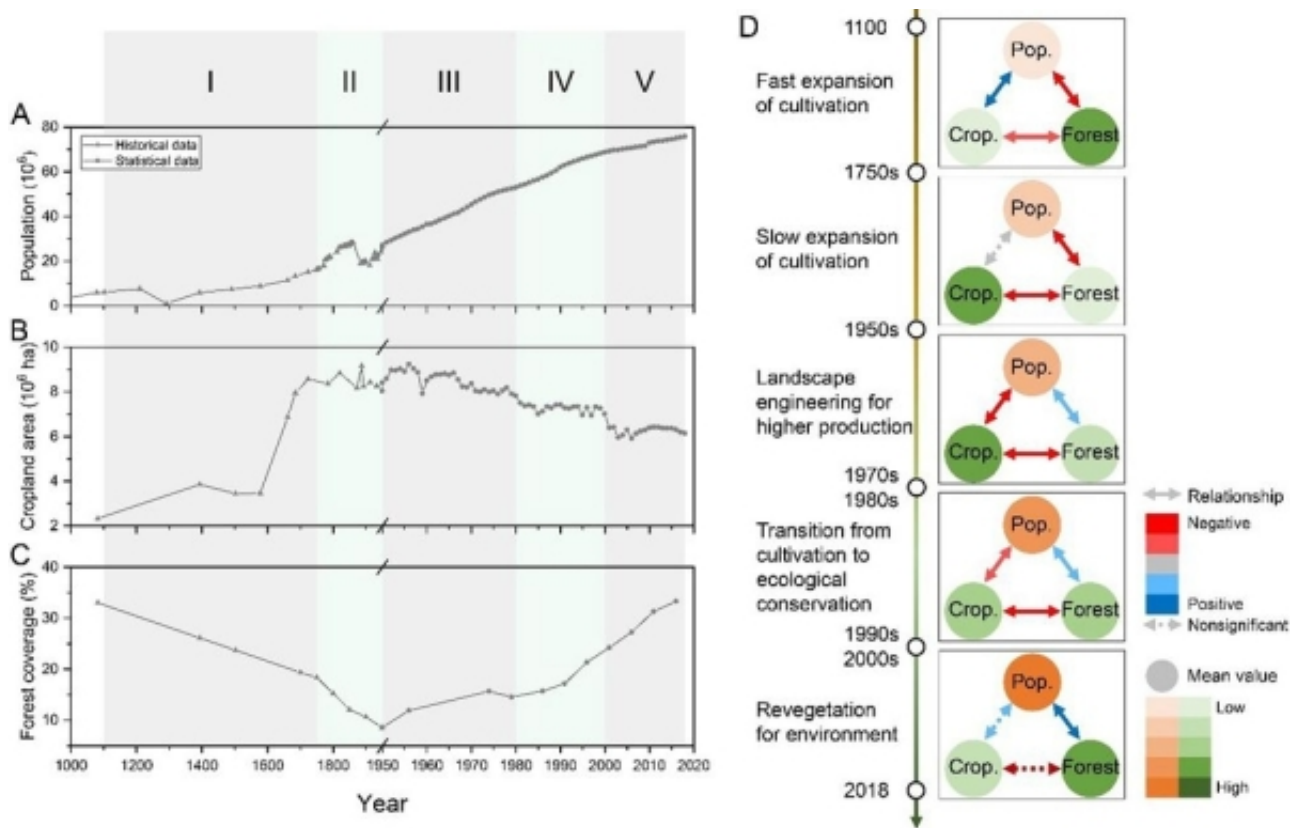 I II III IV V
A
Population (10⁶)
80
60
40
20
0
Historical data
Statistical data
B
Cropland area (10⁶ ha)
10
8
6
4
2
C
Forest coverage (%)
40
30
20
10
1000 1200 1400 1600 1800 1950 1960 1970 1980 1990 2000 2010 2020
Year
D
1100
Fast expansion
of cultivation
Pop.
Crop. Forest
1750s
Slow expansion
of cultivation
Pop.
Crop. Forest
1950s
Landscape
engineering for
higher production
Pop.
Crop. Forest
1970s
1980s
Transition from
cultivation to
ecological
conservation
Pop.
Crop. Forest
1990s
2000s
Revegetation
for environment
Pop.
Crop. Forest
2018
Relationship
Negative
Positive
Nonsignificant
Mean value
Low
High